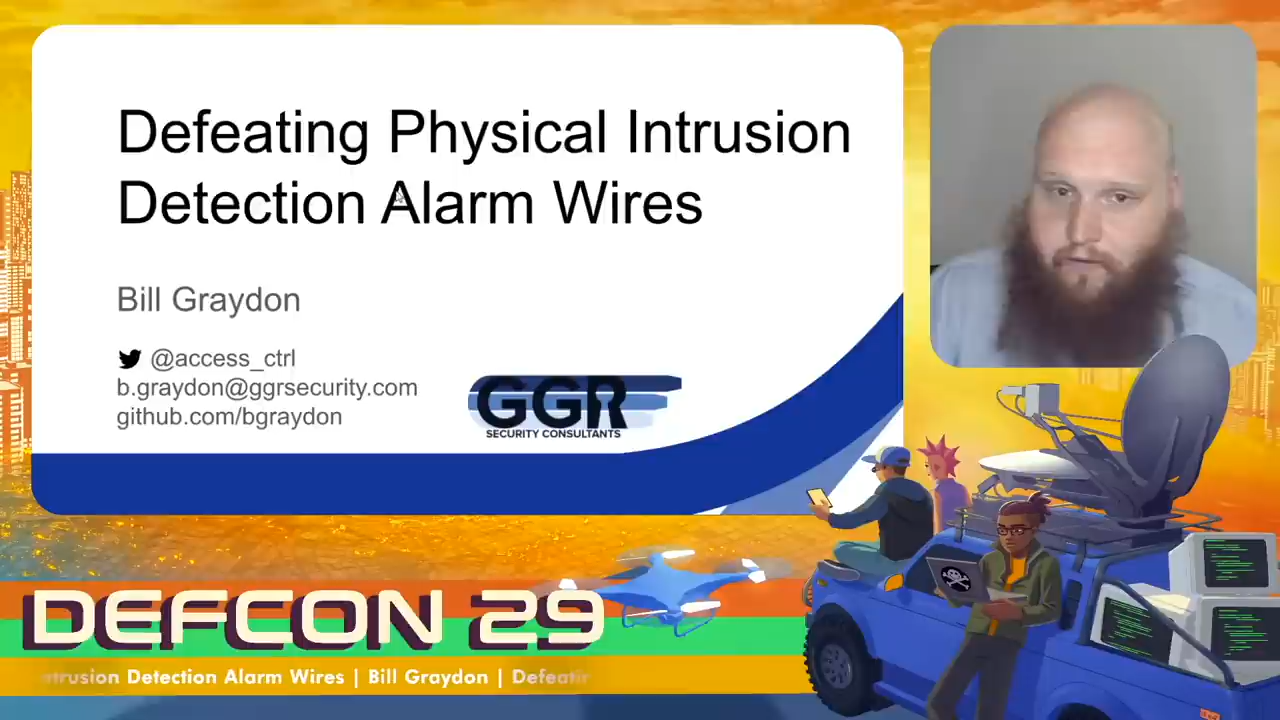 Defeating Physical Intrusion
Detection Alarm Wires
Bill Graydon
@access_ctrl
b.graydon@ggrsecurity.com
github.com/bgraydon
GGR
SECURITY CONSULTANTS
DEFCON 29
Intrusion Detection Alarm Wires | Bill Graydon | Defeatin